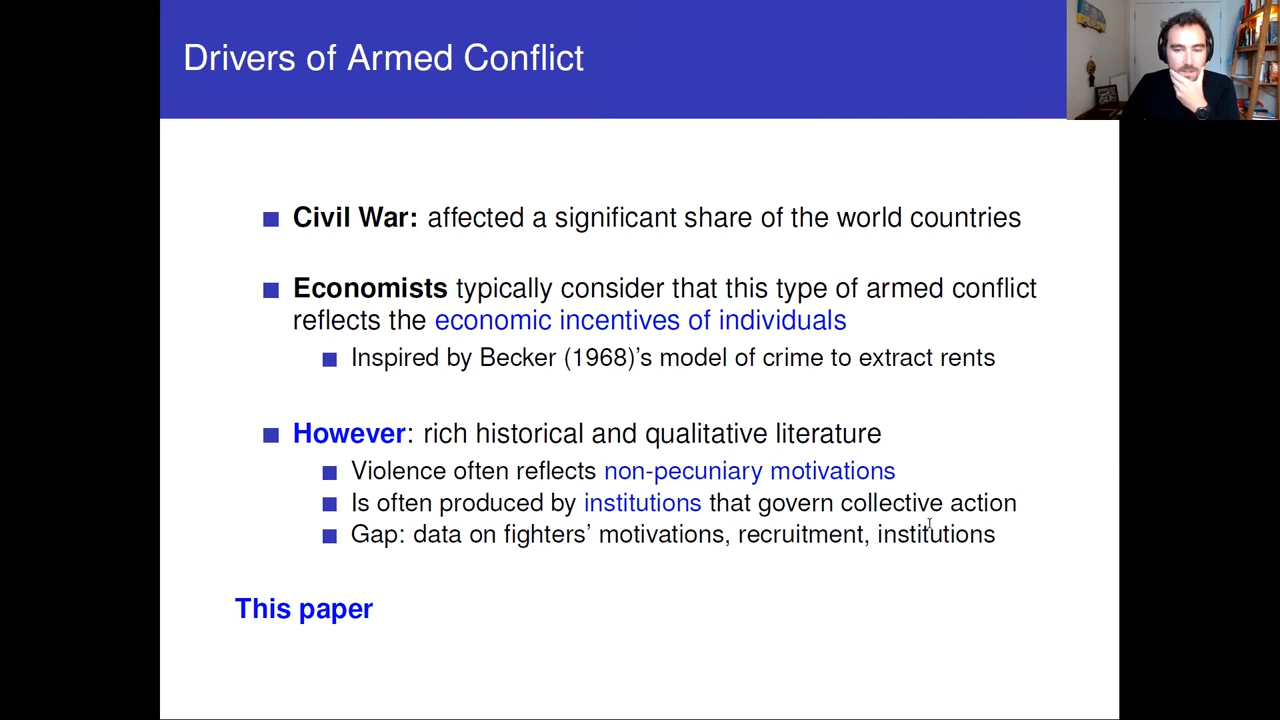 Drivers of Armed Conflict
Civil War: affected a significant share of the world countries
Economists typically consider that this type of armed conflict
reflects the economic incentives of individuals
Inspired by Becker (1968)'s model of crime to extract rents
However: rich historical and qualitative literature
Violence often reflects non-pecuniary motivations
Is often produced by institutions that govern collective action
Gap: data on fighters' motivations, recruitment, institutions
This paper